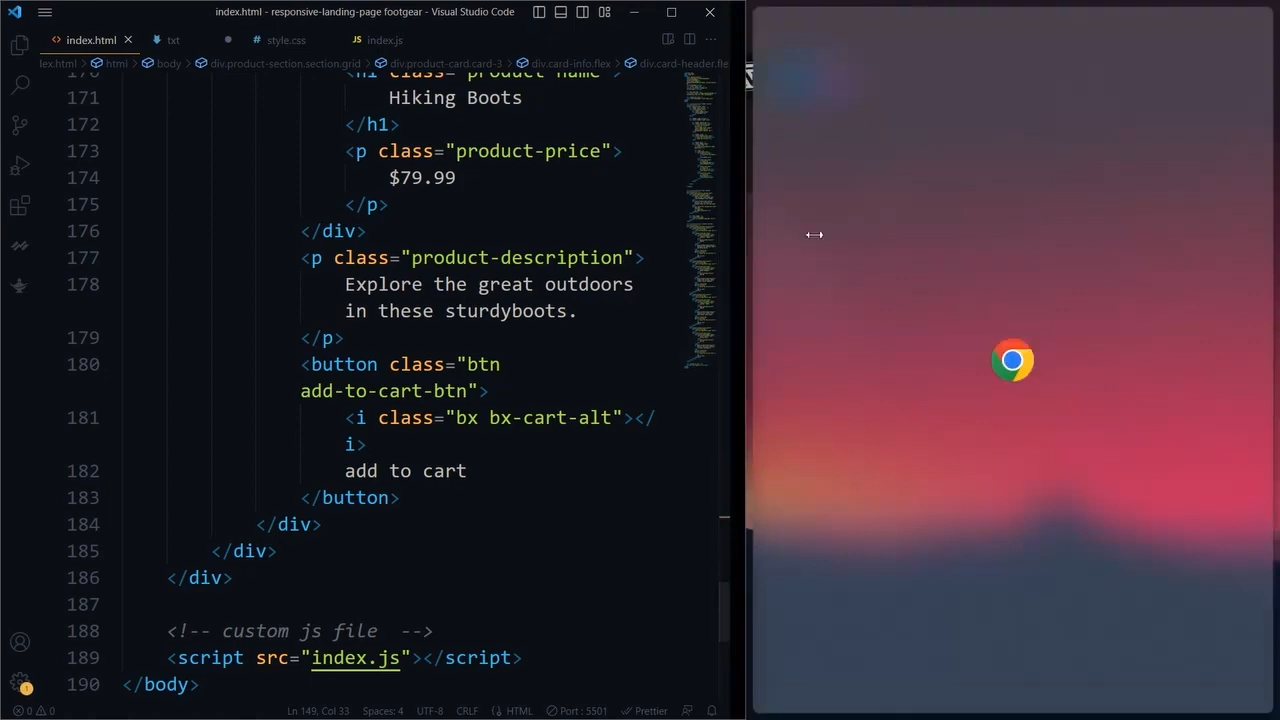 index.html - responsive-landing-page footgear - Visual Studio Code
index.html
txt
style.css
JS index.js
lex.html > html > body > div.product-section.section.grid > div.product-card.card-3 > div.card-info.flex > div.card-header.fle
170 <h1 class="product-name">
171 Hiking Boots
172 </h1>
173 <p class="product-price">
174 $79.99
175 </p>
176 </div>
177 <p class="product-description">
178 Explore the great outdoors
in these sturdyboots.
179 </p>
180 <button class="btn
add-to-cart-btn">
181 <i class="bx bx-cart-alt"></
i>
182 add to cart
183 </button>
184 </div>
185 </div>
186 </div>
187
188 <!-- custom js file -->
189 <script src="index.js"></script>
190 </body>
1
0 0 Ln 149, Col 33 Spaces: 4 UTF-8 CRLF {} HTML Port : 5501 Prettier